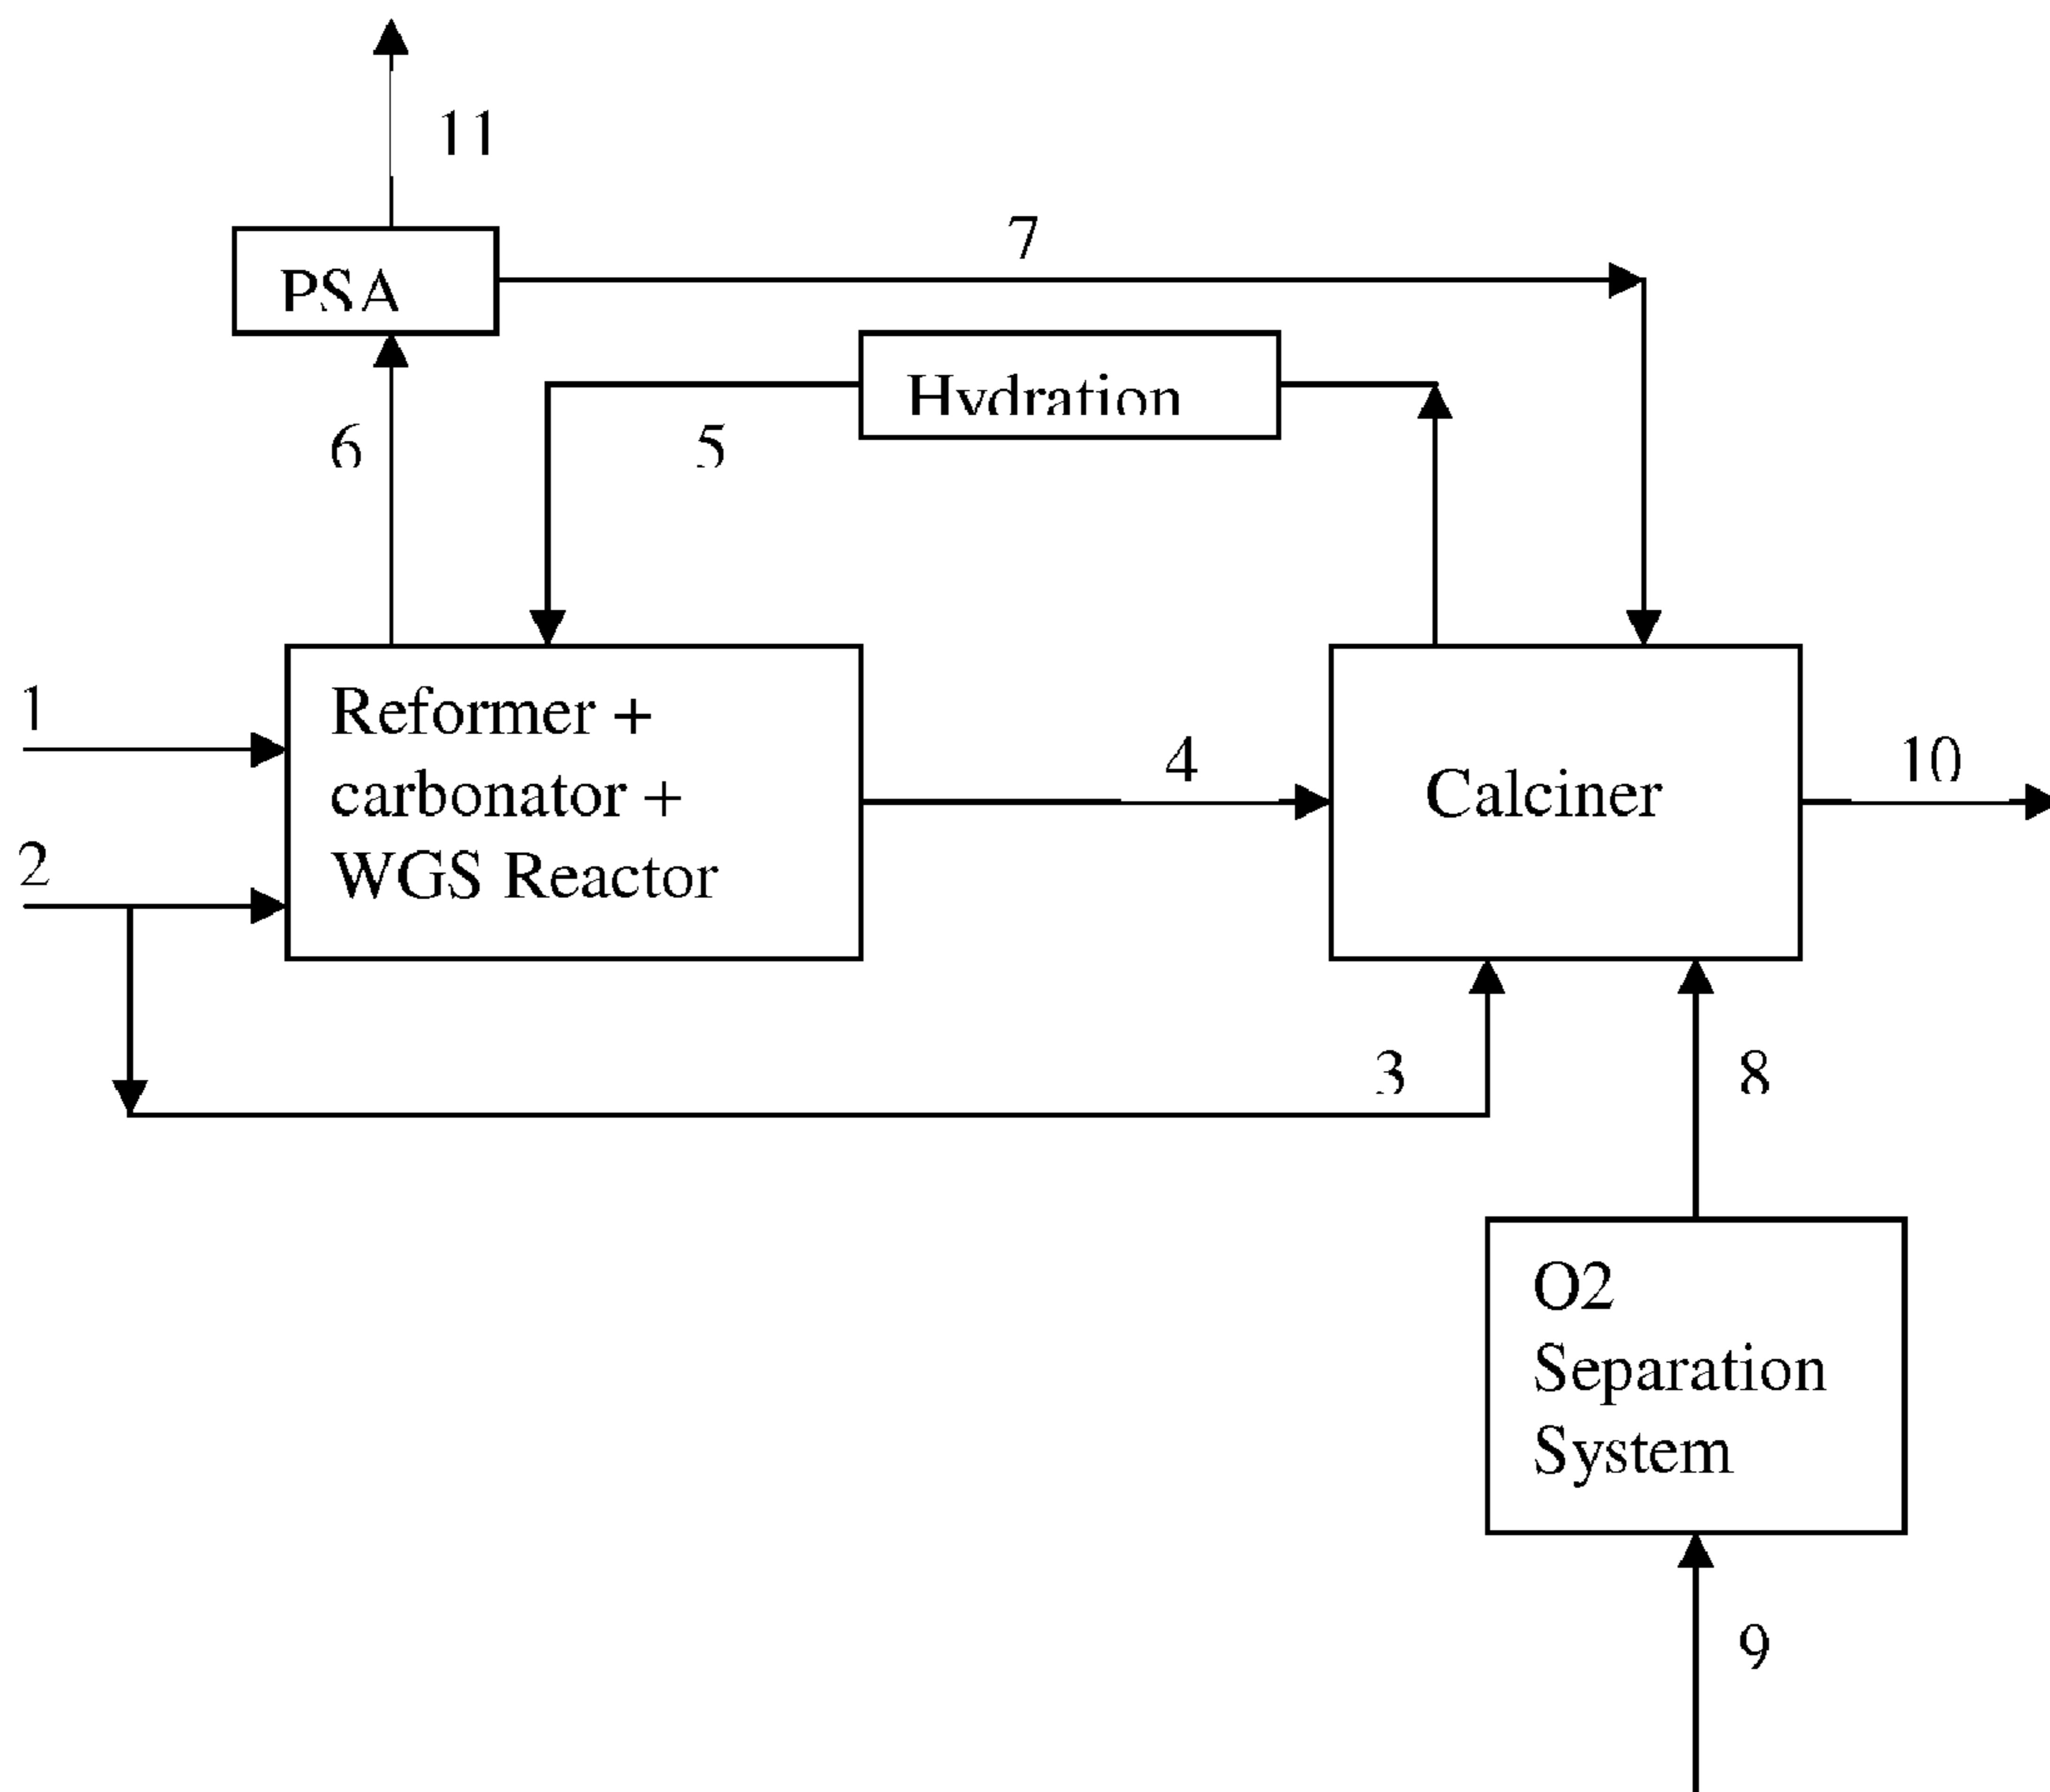 11
7
PSA
Hydration
6
5
1
Reformer +
carbonator +
WGS Reactor
4
Calciner
10
2
3
8
O2
Separation
System
9